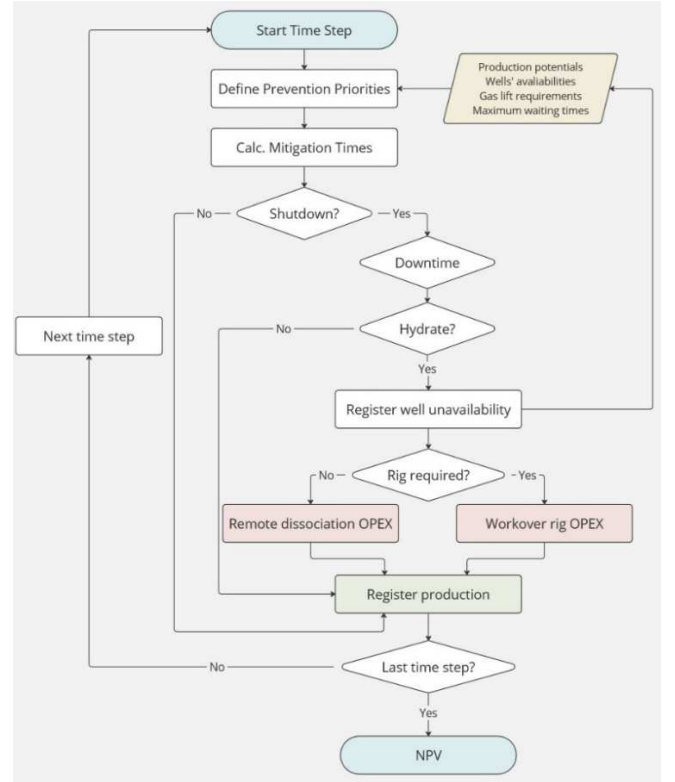 Start Time Step
Define Prevention Priorities
Production potentials
Wells' avaliabilities
Gas lift requirements
Maximum waiting times
Calc. Mitigation Times
No
Shutdown?
Yes
Downtime
Next time step
No
Hydrate?
Yes
Register well unavailability
No
Rig required?
Yes
Remote dissociation OPEX
Workover rig OPEX
Register production
No
Last time step?
Yes
NPV